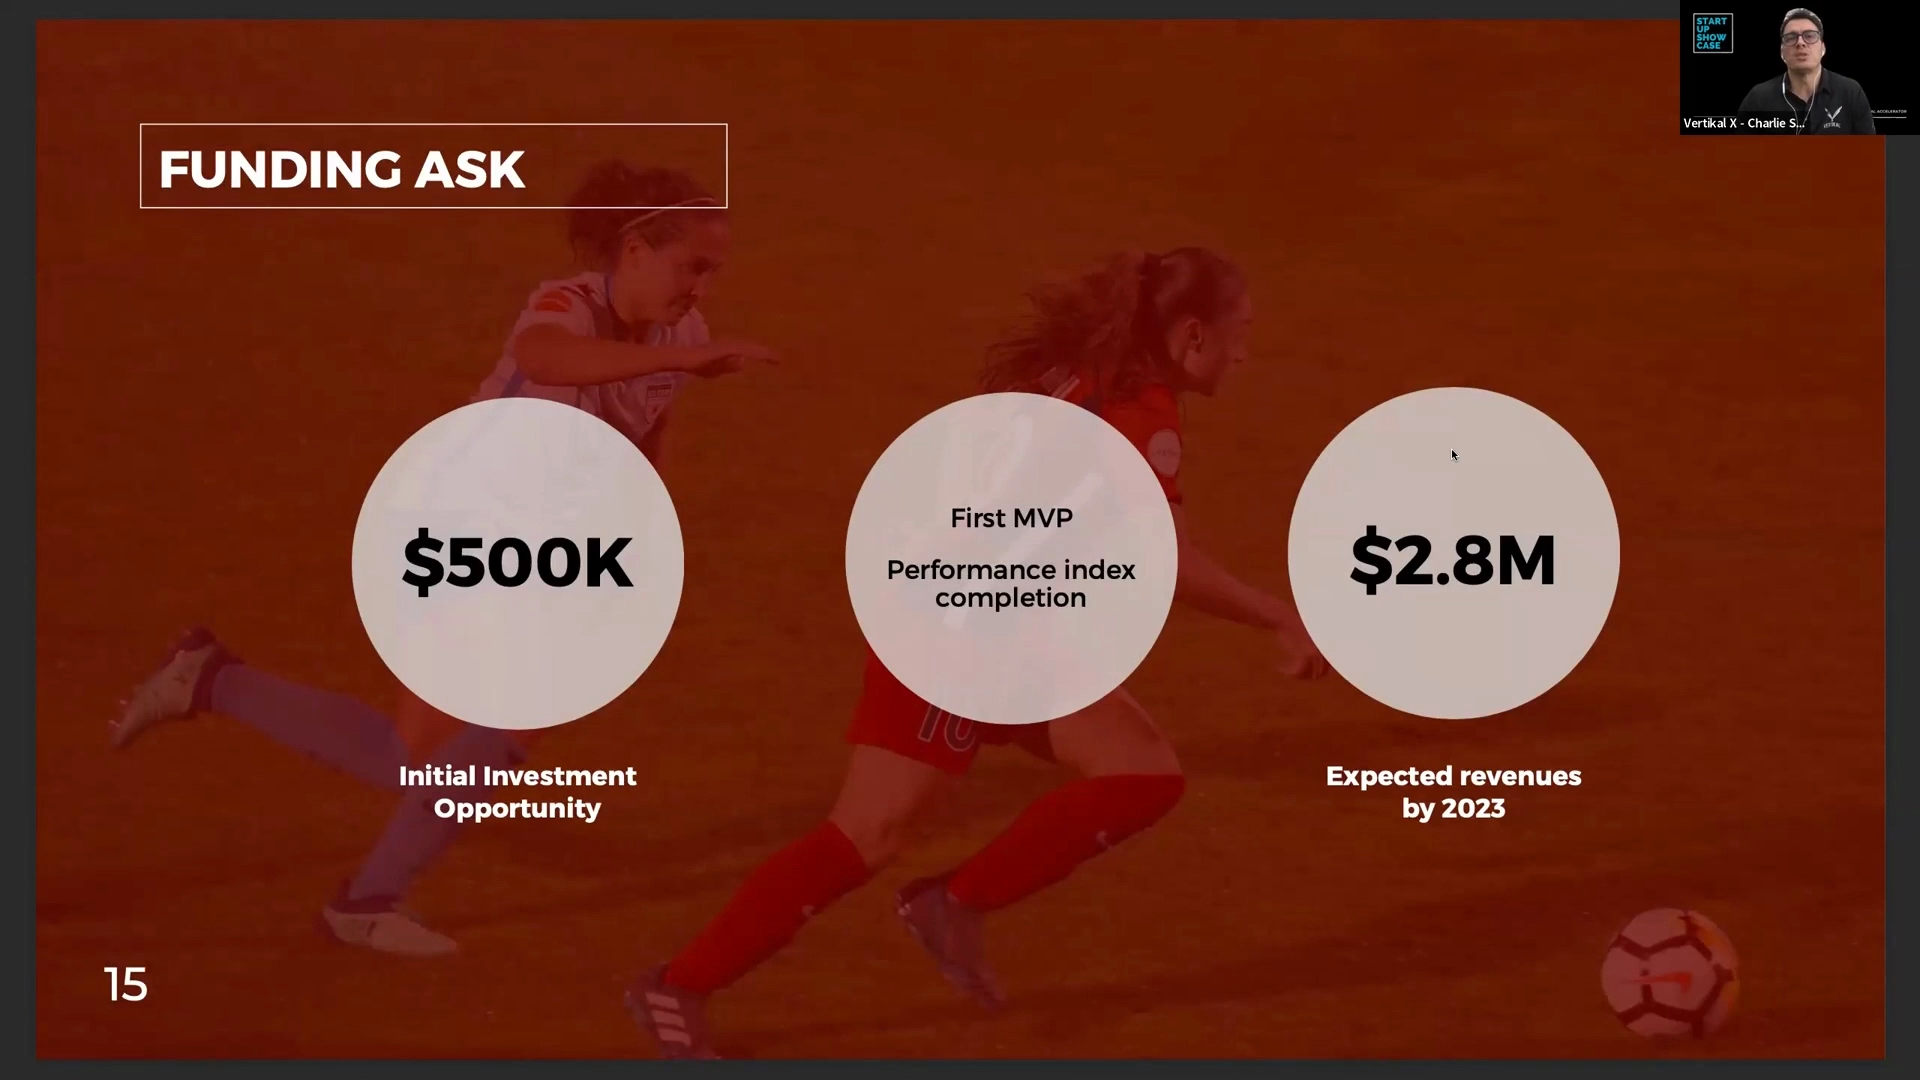 START
UP
SHOW
CASE
Vertikal X - Charlie S...
FUNDING ASK
$500K
First MVP
Performance index
completion
$2.8M
10
Initial Investment
Opportunity
Expected revenues
by 2023
15